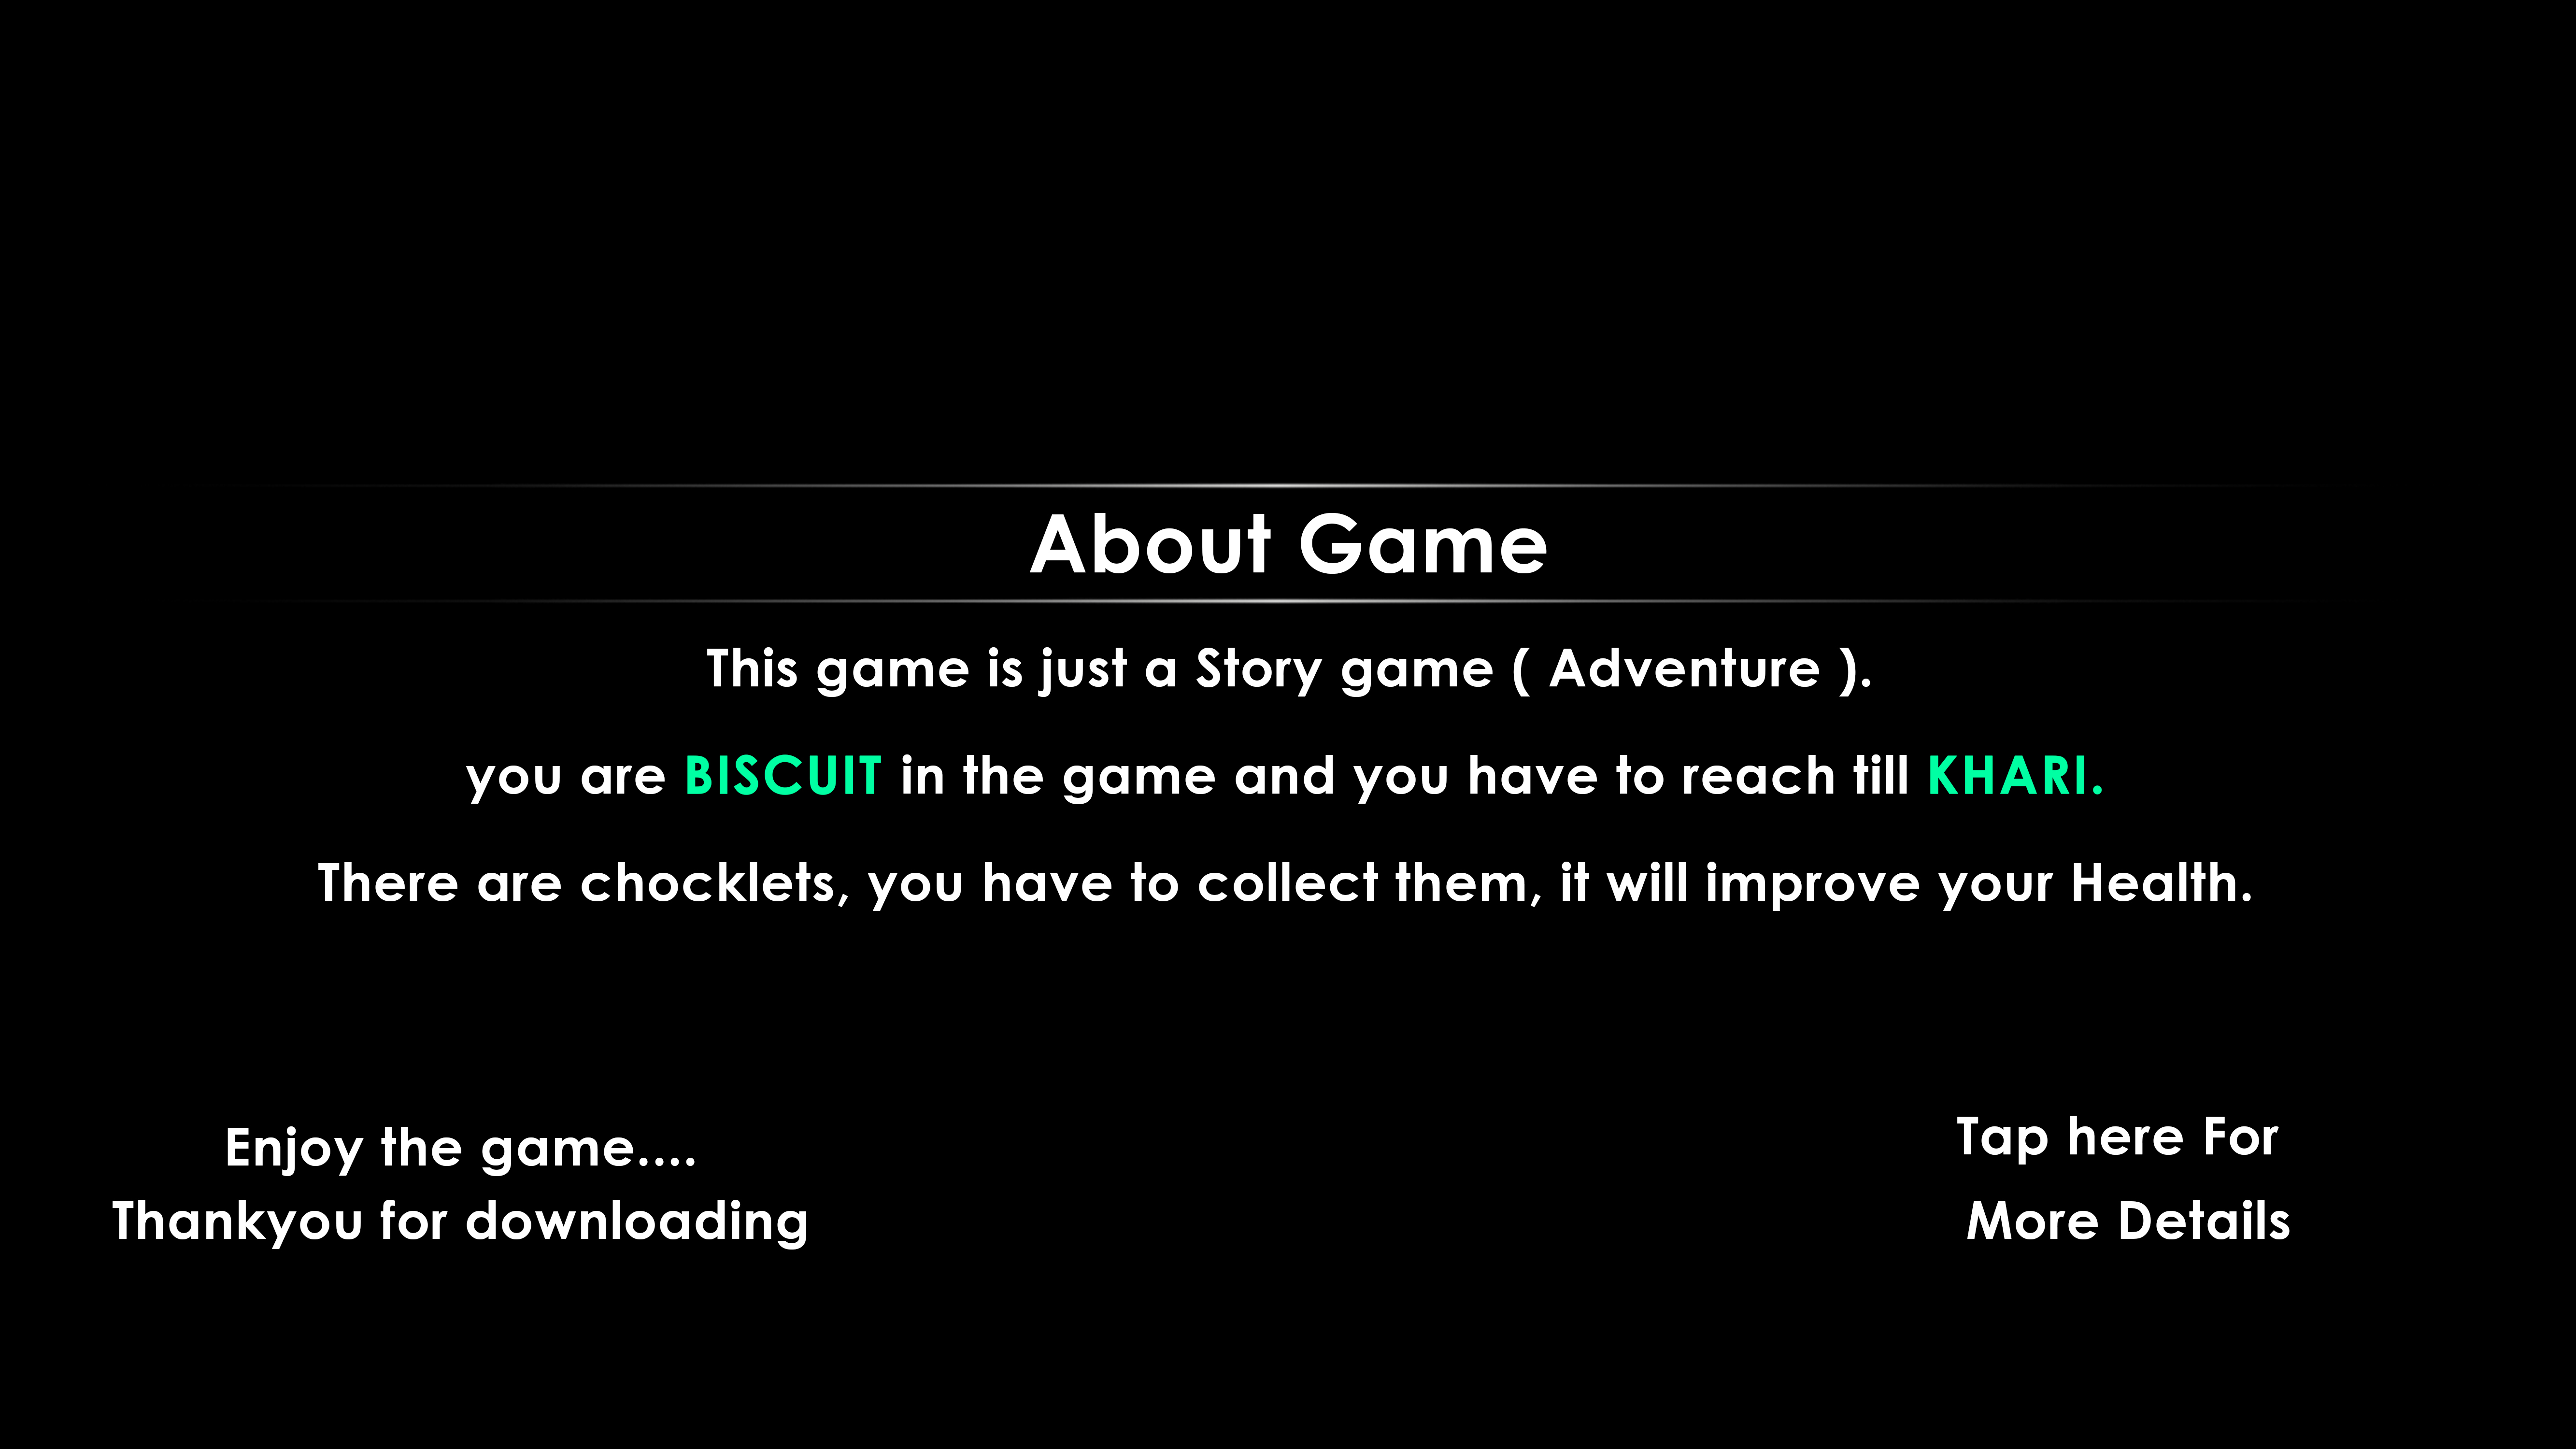 About Game
This game is just a Story game ( Adventure ).
you are BISCUIT in the game and you have to reach till KHARI.
There are chocklets, you have to collect them, it will improve your Health.
Enjoy the game....
Thankyou for downloading
Tap here For
More Details